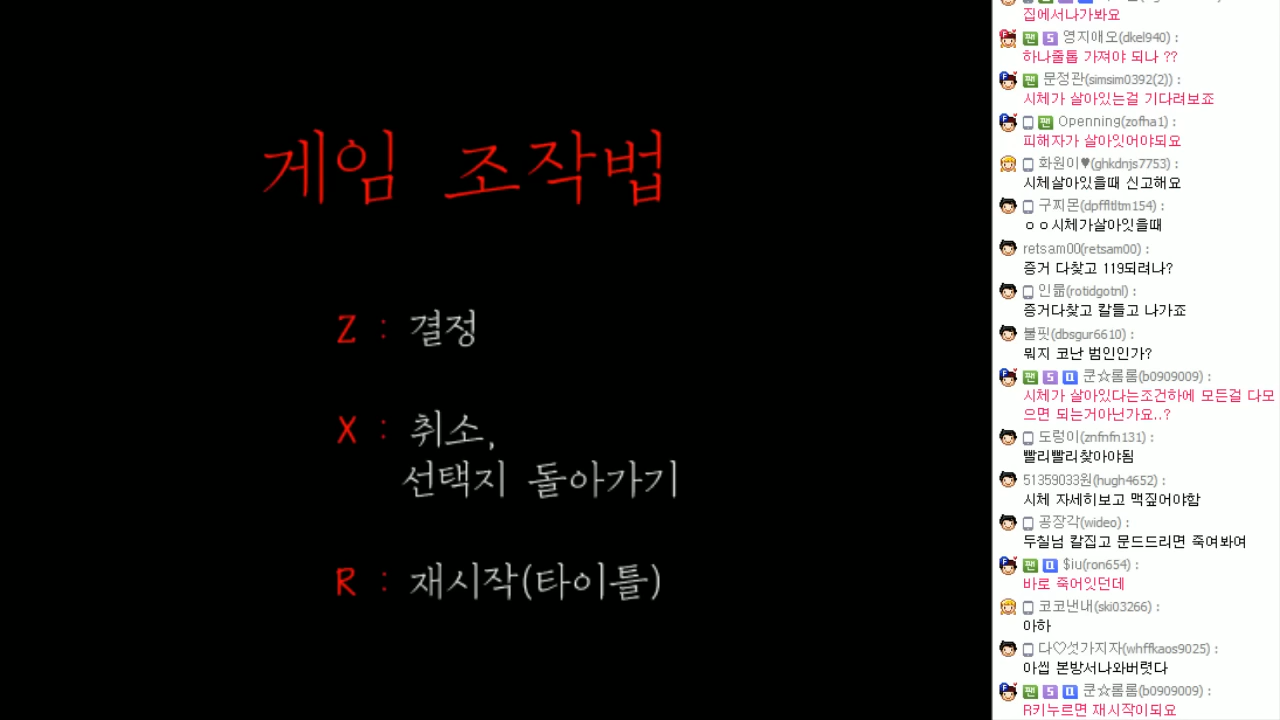 게임 조작법
Z : 결정
X : 취소,
선택지 돌아가기
R : 재시작(타이틀)
집에서나가봐요
팬 S 영지애오(dkel940) :
하나줄톱 가져야 되나 ??
팬 문정관(simsim0392(2)) :
시체가 살아있는걸 기다려보죠
팬 Openning(zofha1) :
피해자가 살아잇어야되요
화원이♥(ghkdnjs7753) :
시체살아있을때 신고해요
구찌몬(dpffltltm154) :
ㅇㅇ시체가살아잇을때
retsam00(retsam00) :
증거 다찾고 119되려나?
인뮯(rotidgotnl) :
증거다찾고 칼들고 나가죠
불핏(dbsgur6610) :
뭐지 코난 범인인가?
팬 S 쿤☆롬롬(b0909009) :
시체가 살아있다는조건하에 모든걸 다모
으면 되는거아닌가요..?
도렁이(znfnfn131) :
빨리빨리찾아야됨
51359033원(hugh4652) :
시체 자세히보고 맥짚어야함
공장각(wideo) :
두칠님 칼집고 문드드리면 죽여봐여
팬 $iu(ron654) :
바로 죽어잇던데
코코낸내(ski03266) :
아하
다♡섯가지자(whffkaos9025) :
아씹 본방서나와버렷다
팬 S 쿤☆롬롬(b0909009) :
R키누르면 재시작이되요